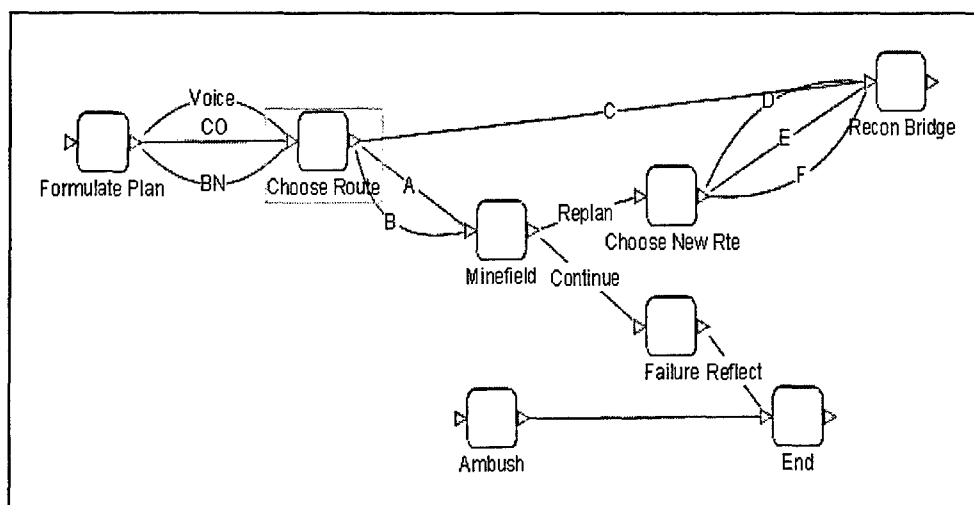 Voice
CO
BN
Formulate Plan
Choose Route
C
A
B
Minefield
Replan
Continue
Choose New Rte
D
E
F
Recon Bridge
Failure Reflect
Ambush
End